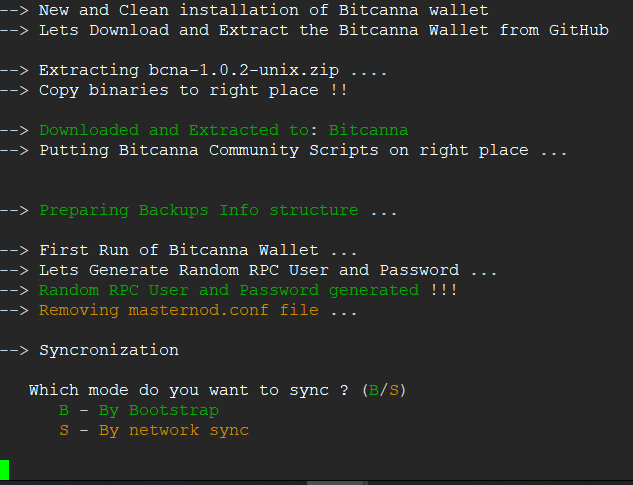 --> New and Clean installation of Bitcanna wallet
--> Lets Download and Extract the Bitcanna Wallet from GitHub
--> Extracting bcna-1.0.2-unix.zip ....
--> Copy binaries to right place !!
--> Downloaded and Extracted to: Bitcanna
--> Putting Bitcanna Community Scripts on right place ...
--> Preparing Backups Info structure ...
--> First Run of Bitcanna Wallet ...
--> Lets Generate Random RPC User and Password ...
--> Random RPC User and Password generated !!!
--> Removing masternod.conf file ...
--> Syncronization
Which mode do you want to sync ? (B/S)
B - By Bootstrap
S - By network sync